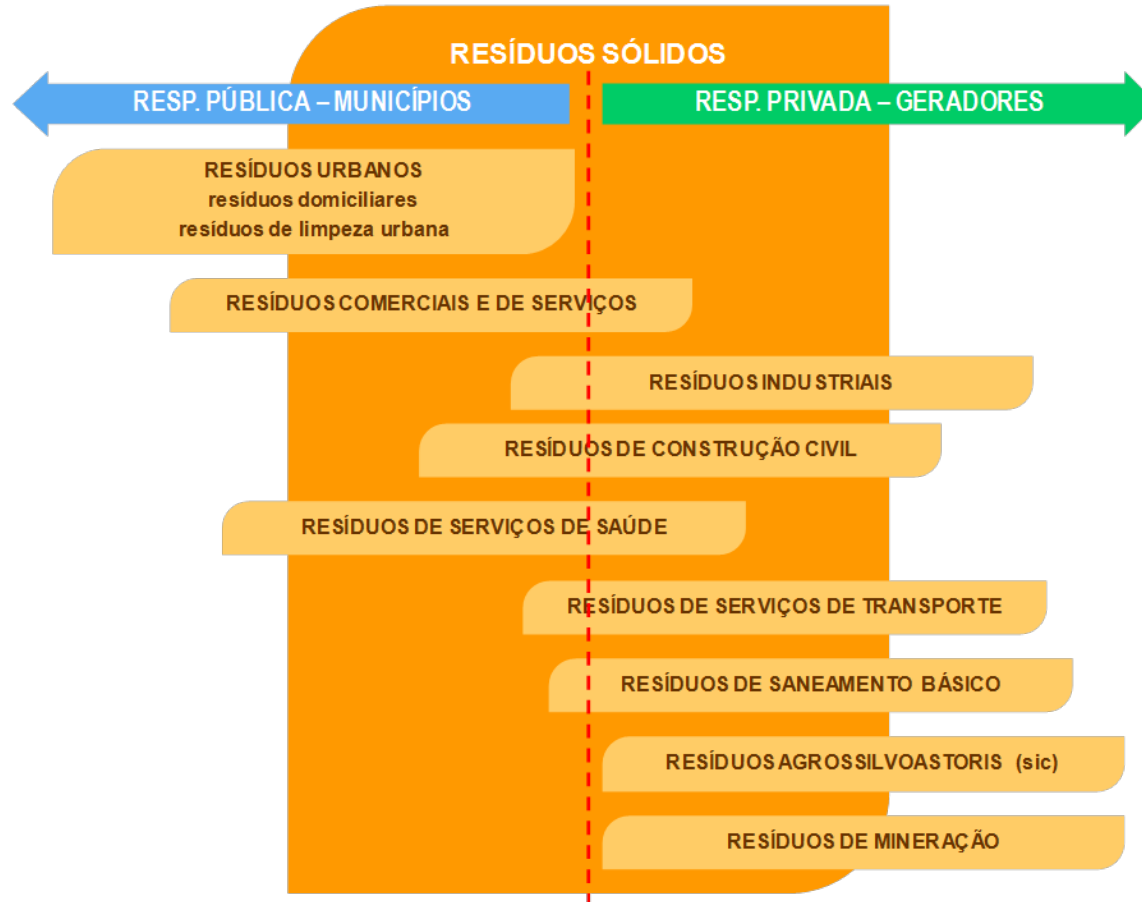 RESÍDUOS SÓLIDOS
RESP. PÚBLICA – MUNICÍPIOS
RESP. PRIVADA – GERADORES
RESÍDUOS URBANOS
resíduos domiciliares
resíduos de limpeza urbana
RESÍDUOS COMERCIAIS E DE SERVIÇOS
RESÍDUOS INDUSTRIAIS
RESÍDUOS DE CONSTRUÇÃO CIVIL
RESÍDUOS DE SERVIÇOS DE SAÚDE
RESÍDUOS DE SERVIÇOS DE TRANSPORTE
RESÍDUOS DE SANEAMENTO BÁSICO
RESÍDUOS AGROSSILVOASTORIS (sic)
RESÍDUOS DE MINERAÇÃO